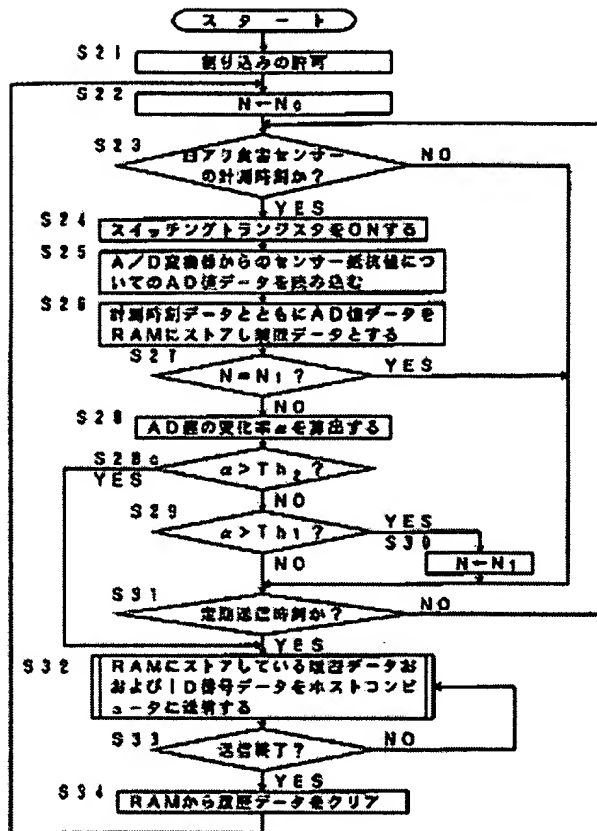 スタート
S21
割り込みの許可
S22
N←N0
S23
白アリ食害センサー
の計測時刻か?
NO
YES
S24
スイッチングトランジスタをONする
S25
A/D変換器からのセンサー抵抗値につ
いてのAD値データを読み込む
S26
計測時刻データとともにAD値データを
RAMにストアし履歴データとする
S27
N=N1?
YES
NO
S28
AD値の変化率αを算出する
S28a
α>Th2?
YES
NO
S29
α>Th1?
YES
S30
N←N1
NO
S31
定期送信時刻か?
NO
YES
S32
RAMにストアしている履歴データお
およびID番号データをホストコンピ
ュータに送信する
S33
送信終了?
NO
YES
S34
RAMから履歴データをクリア